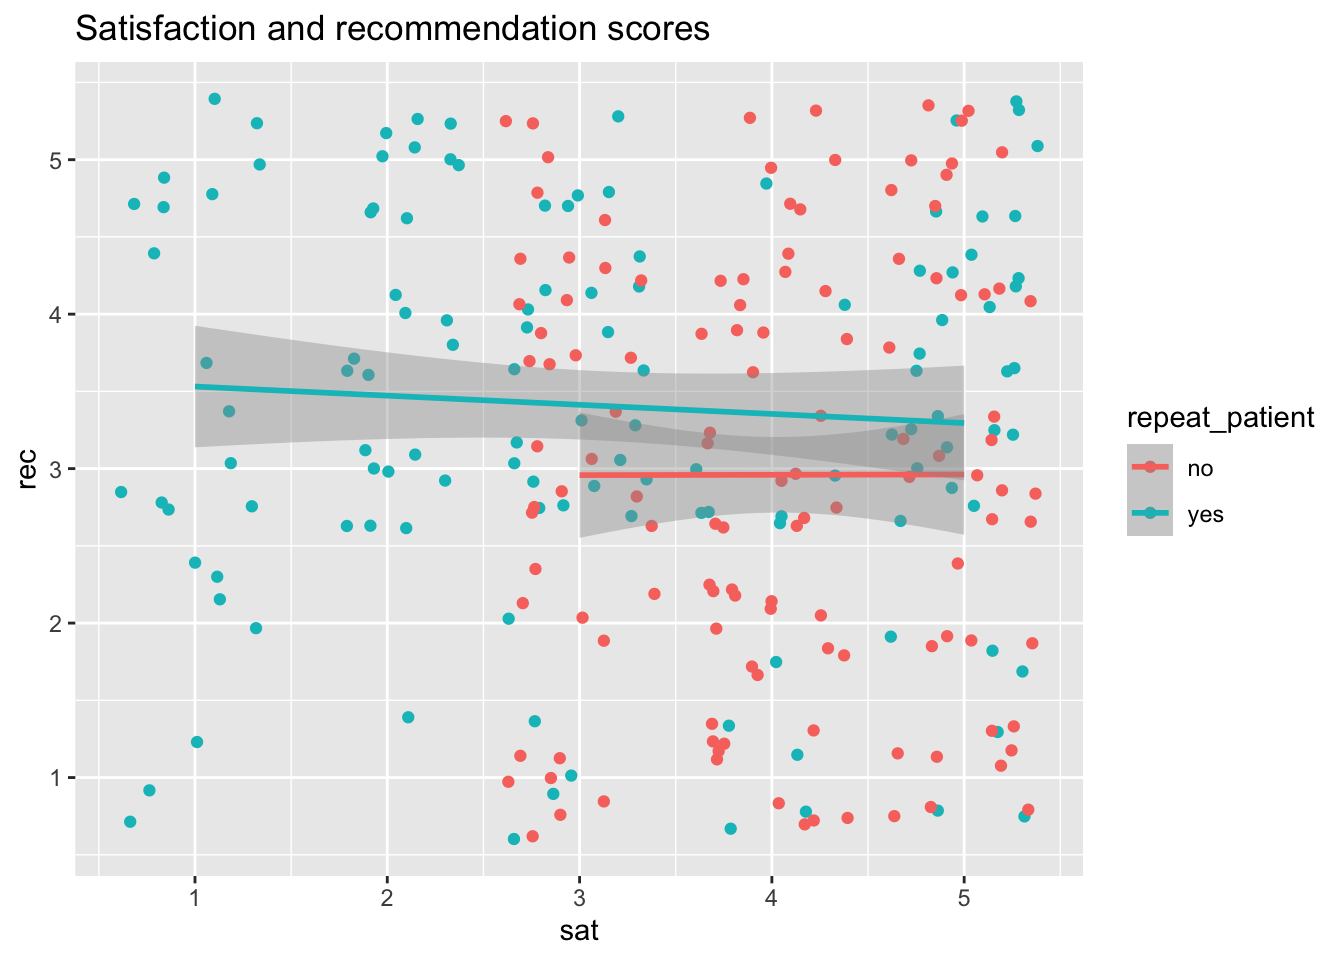 Satisfaction and recommendation scores
5
4
3
2
1
rec
1 2 3 4 5
sat
repeat_patient
no
yes